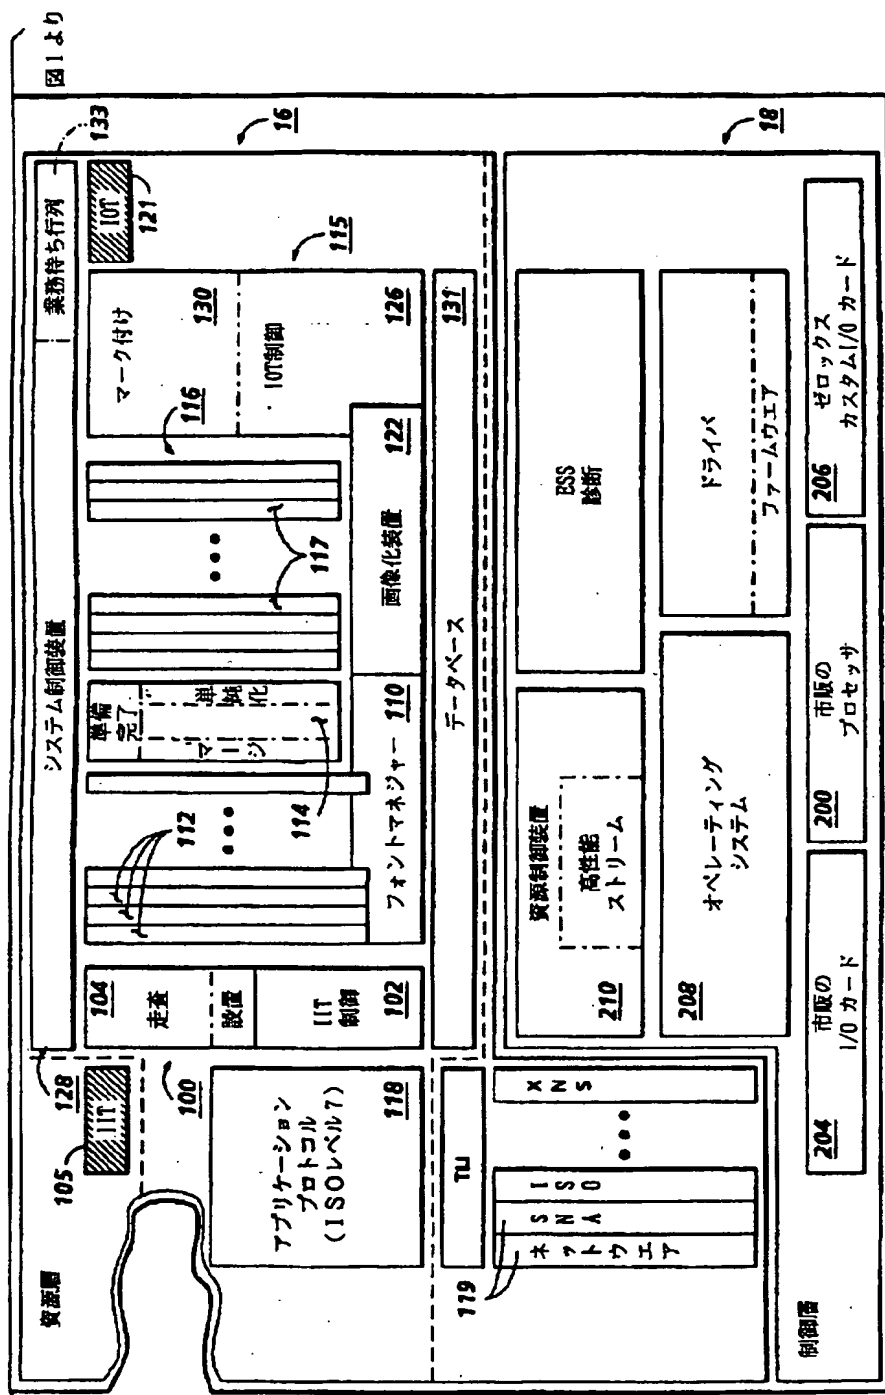 図1より
資源層
105
IIT
128
システム制御装置
業務待ち行列
133
IOT
121
16
100
104
走査
設置
IIT
制御
102
112
準備
完了
マージ
単純化
114
116
117
マーク付け
130
IOT制御
126
115
フォントマネジャー
110
画像化装置
122
データベース
131
アプリケーション
プロトコル
(ISOレベル7)
118
TLI
119
ネットウエア
SNA
ISO
XNS
18
資源制御装置
高性能
ストリーム
210
ESS
診断
208
オペレーティング
システム
ドライバ
ファームウェア
制御層
204
市販の
I/O カード
200
市販の
プロセッサ
206
ゼロックス
カスタムI/O カード